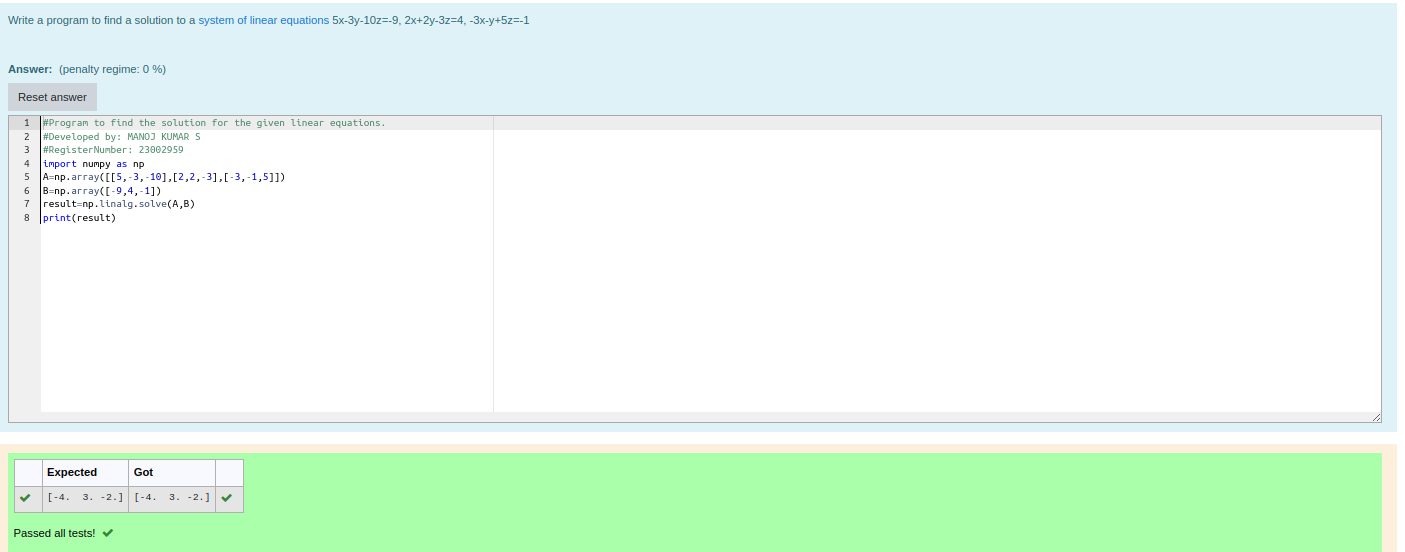 Write a program to find a solution to a system of linear equations 5x-3y-10z=-9, 2x+2y-3z=4, -3x-y+5z=-1
Answer: (penalty regime: 0 %)
Reset answer
1 #Program to find the solution for the given linear equations.
2 #Developed by: MANOJ KUMAR S
3 #RegisterNumber: 23002959
4 import numpy as np
5 A=np.array([[5,-3,-10],[2,2,-3],[-3,-1,5]])
6 B=np.array([-9,4,-1])
7 result=np.linalg.solve(A,B)
8 print(result)
Expected Got
[-4.  3. -2.] [-4.  3. -2.]
Passed all tests!